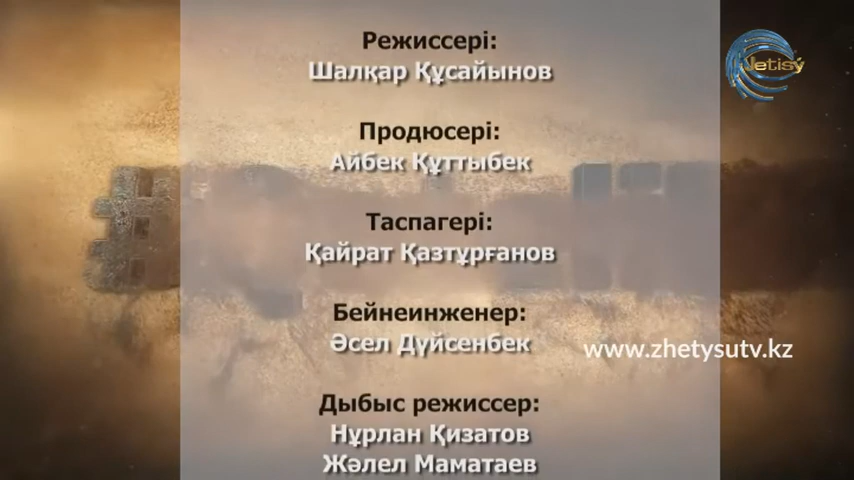 Режиссері:
Jetisý
Шалқар Құсайынов
Продюсері:
Айбек Құттыбек
Таспагері:
Қайрат Қазтұрғанов
Бейнеинженер:
Әсел Дүйсенбек
www.zhetysutv.kz
Дыбыс режиссер:
Нұрлан Қизатов
Жәлел Маматаев